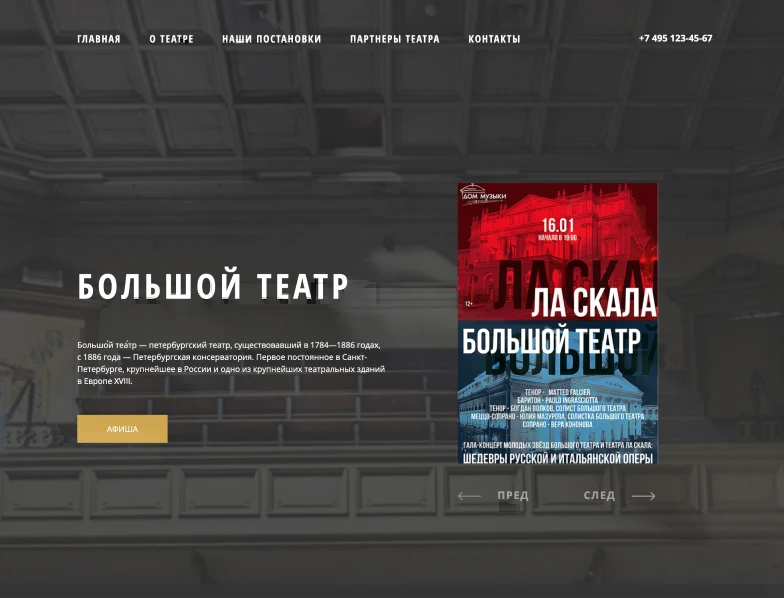 ГЛАВНАЯ О ТЕАТРЕ НАШИ ПОСТАНОВКИ ПАРТНЕРЫ ТЕАТРА КОНТАКТЫ +7 495 123-45-67
ДОМ МУЗЫКИ
16.01
НАЧАЛО В 19:00
ЛА СКАЛА
12+
ЛА СКАЛА
БОЛЬШОЙ ТЕАТР
БОЛЬШОЙ
ТЕНОР - MATTEO FALCIER
БАРИТОН - PAOLO INGRASCIOTTA
ТЕНОР - БОГДАН ВОЛКОВ, СОЛИСТ БОЛЬШОГО ТЕАТРА
МЕЦЦО-СОПРАНО - ЮЛИЯ МАЗУРОВА, СОЛИСТКА БОЛЬШОГО ТЕАТРА
СОПРАНО - ВЕРА КОНОНОВА
ГАЛА-КОНЦЕРТ МОЛОДЫХ ЗВЁЗД БОЛЬШОГО ТЕАТРА И ТЕАТРА ЛА СКАЛА:
ШЕДЕВРЫ РУССКОЙ И ИТАЛЬЯНСКОЙ ОПЕРЫ
БОЛЬШОЙ ТЕАТР
Большо́й теа́тр — петербургский театр, существовавший в 1784—1886 годах,
с 1886 года — Петербургская консерватория. Первое постоянное в Санкт-
Петербурге, крупнейшее в России и одно из крупнейших театральных зданий
в Европе XVIII.
АФИША
ПРЕД СЛЕД